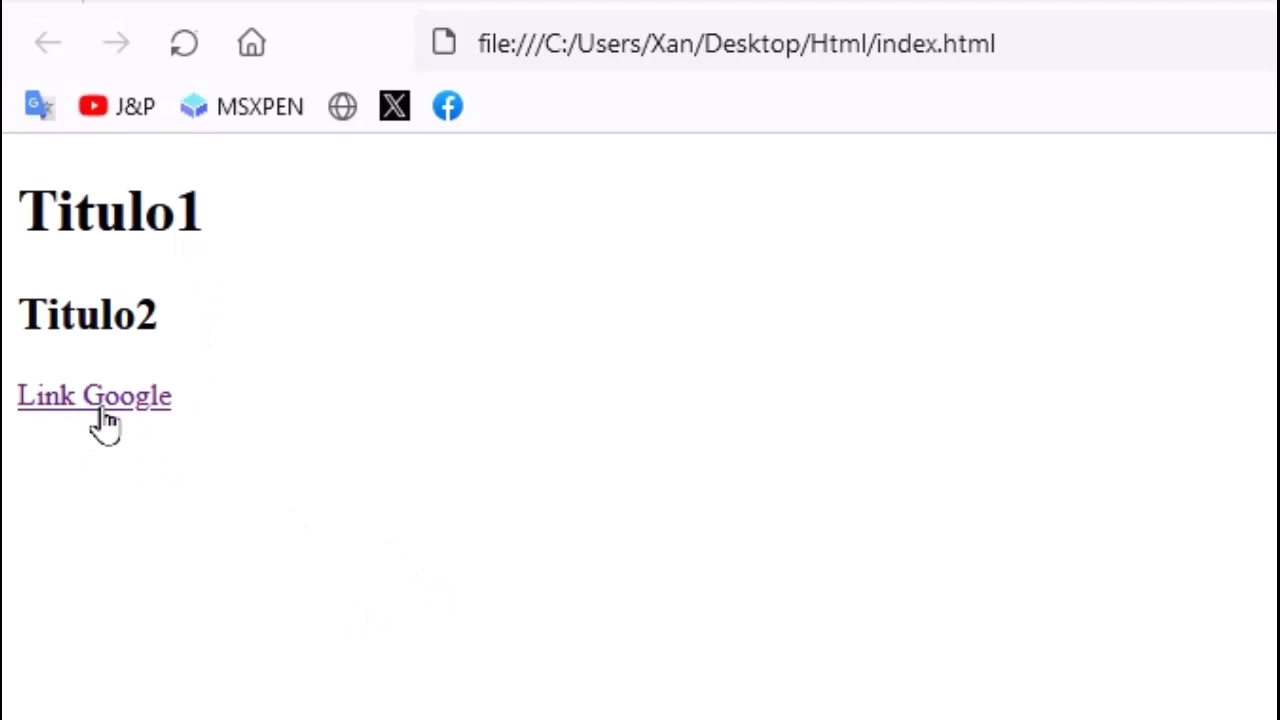 file:///C:/Users/Xan/Desktop/Html/index.html
J&P MSXPEN
Titulo1
Titulo2
Link Google